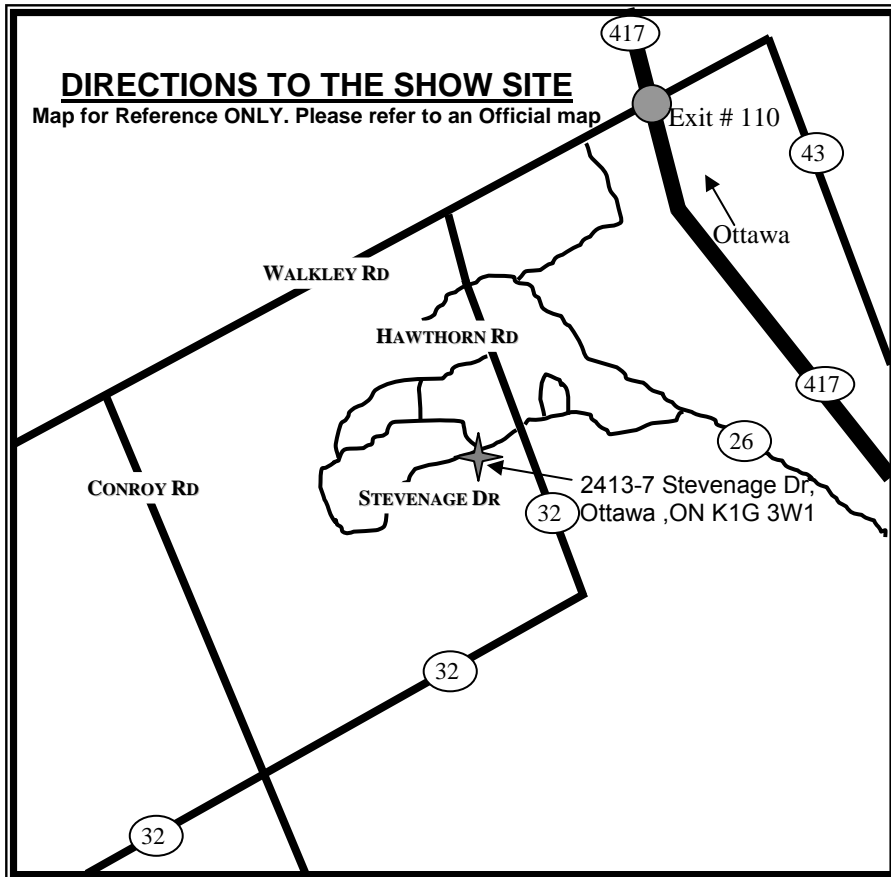 417
DIRECTIONS TO THE SHOW SITE
Map for Reference ONLY. Please refer to an Official map
Exit # 110
43
Ottawa
WALKLEY RD
HAWTHORN RD
417
26
CONROY RD
STEVENAGE DR
2413-7 Stevenage Dr,
Ottawa ,ON K1G 3W1
32
32
32